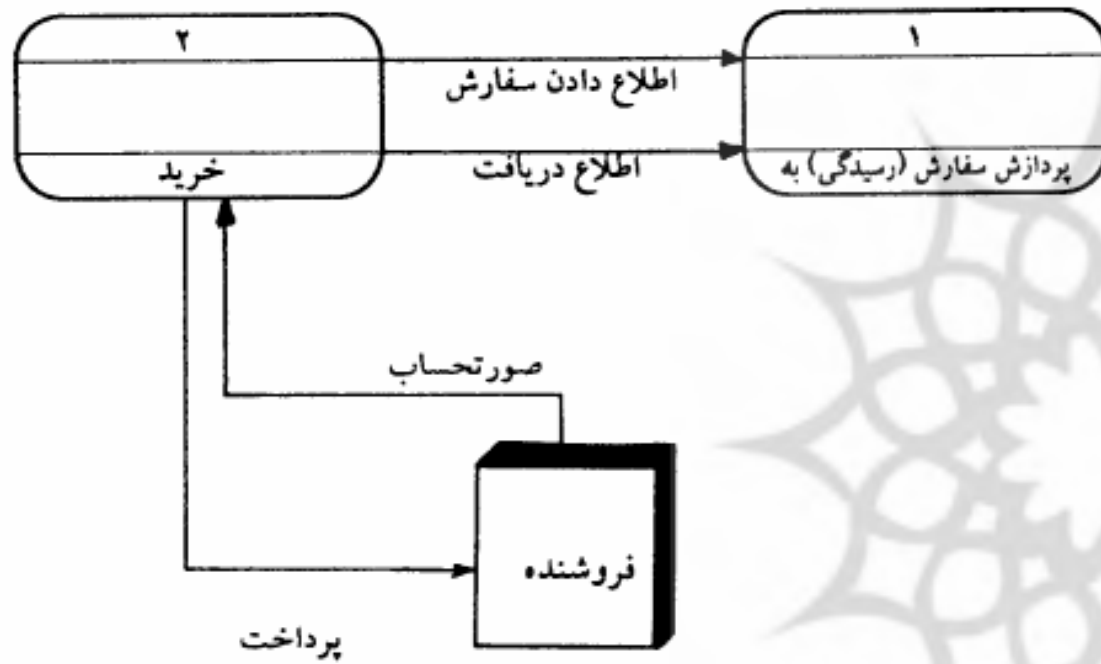 ۱
۲
اطلاع دادن سفارش
پردازش سفارش (رسیدگی) به
اطلاع دریافت
خرید
صورتحساب
فروشنده
پرداخت